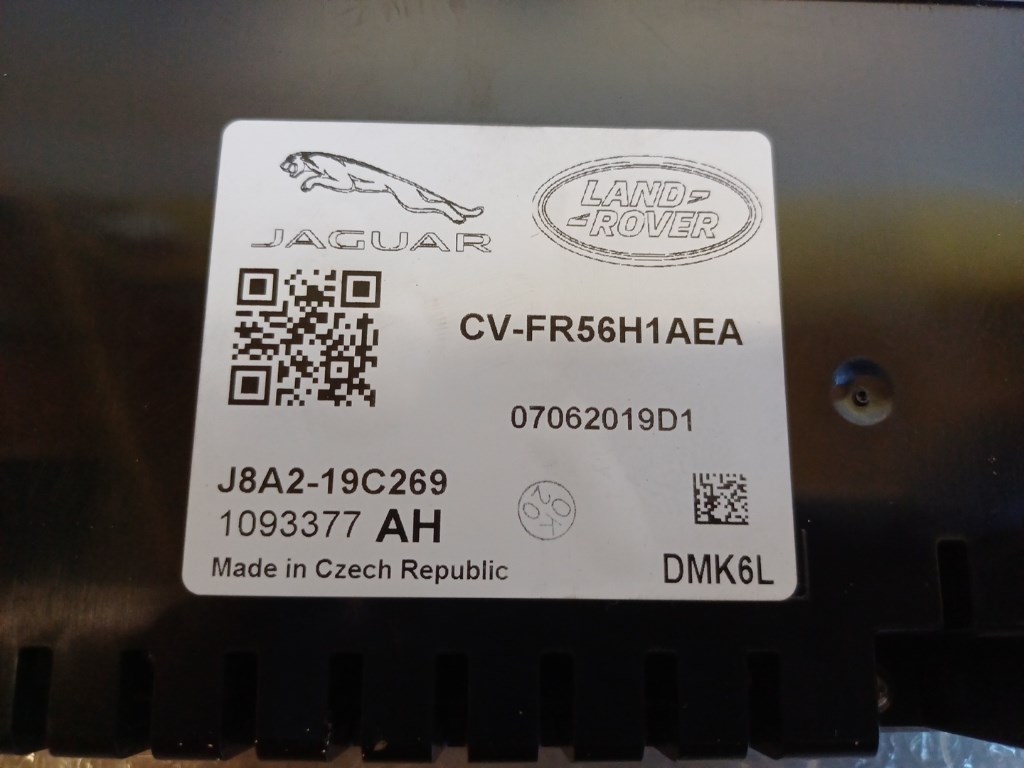 JAGUAR
LAND
ROVER
CV-FR56H1AEA
07062019D1
J8A2-19C269
1093377 AH
Made in Czech Republic
DMK6L